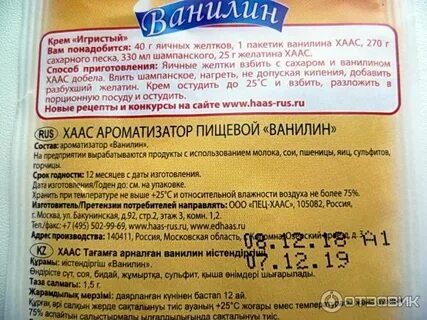 Ванилин
Крем «Игристый»
Вам понадобится: 40 г яичных желтков, 1 пакетик ванилина ХААС, 270 г
сахарного песка, 330 мл шампанского, 25 г желатина ХААС.
Способ приготовления: Яичные желтки взбить с сахаром и ванилином
ХААС добела. Влить шампанское, нагреть, не допуская кипения, добавить
разбухший желатин. Крем остудить до 25°С и взбить, разложить в
порционную посуду и остудить.
Новые рецепты и конкурсы на сайте www.haas-rus.ru
RUS ХААС АРОМАТИЗАТОР ПИЩЕВОЙ «ВАНИЛИН»
Состав: ароматизатор «Ванилин».
На предприятии вырабатываются продукты с использованием молока, сои, пшеницы, яиц, сульфитов,
горчицы.
Срок годности: 12 месяцев с даты изготовления.
Дата изготовления/Годен до: см. на упаковке.
Хранить при температуре не выше +25°С и относительной влажности воздуха не более 75%.
Изготовитель/Претензии потребителей направлять: ООО «ПЕЦ-ХААС», 105082, Россия,
г. Москва, ул. Бакунинская, д.92, стр.2, этаж 3, комн. 1,2.
Тел./факс: +7 (495) 502-99-69, www.edhaas.ru
Адрес производства: 140411, Россия, Московская область,
08.12.18 A1
07.12.19
KZ ХААС Тағамға арналған ванилин иістендіргіш
Құрамы: иістендіргіш «Ванилин».
Өндірісте сүт, соя, бидай, жұмыртқа, сульфит, қыша өнімдері шығарылады.
Таза салмағы: 1,5 г.
Жарамдылық мерзімі: даярланған күнінен бастап 12 ай.
ОТЗОВИК